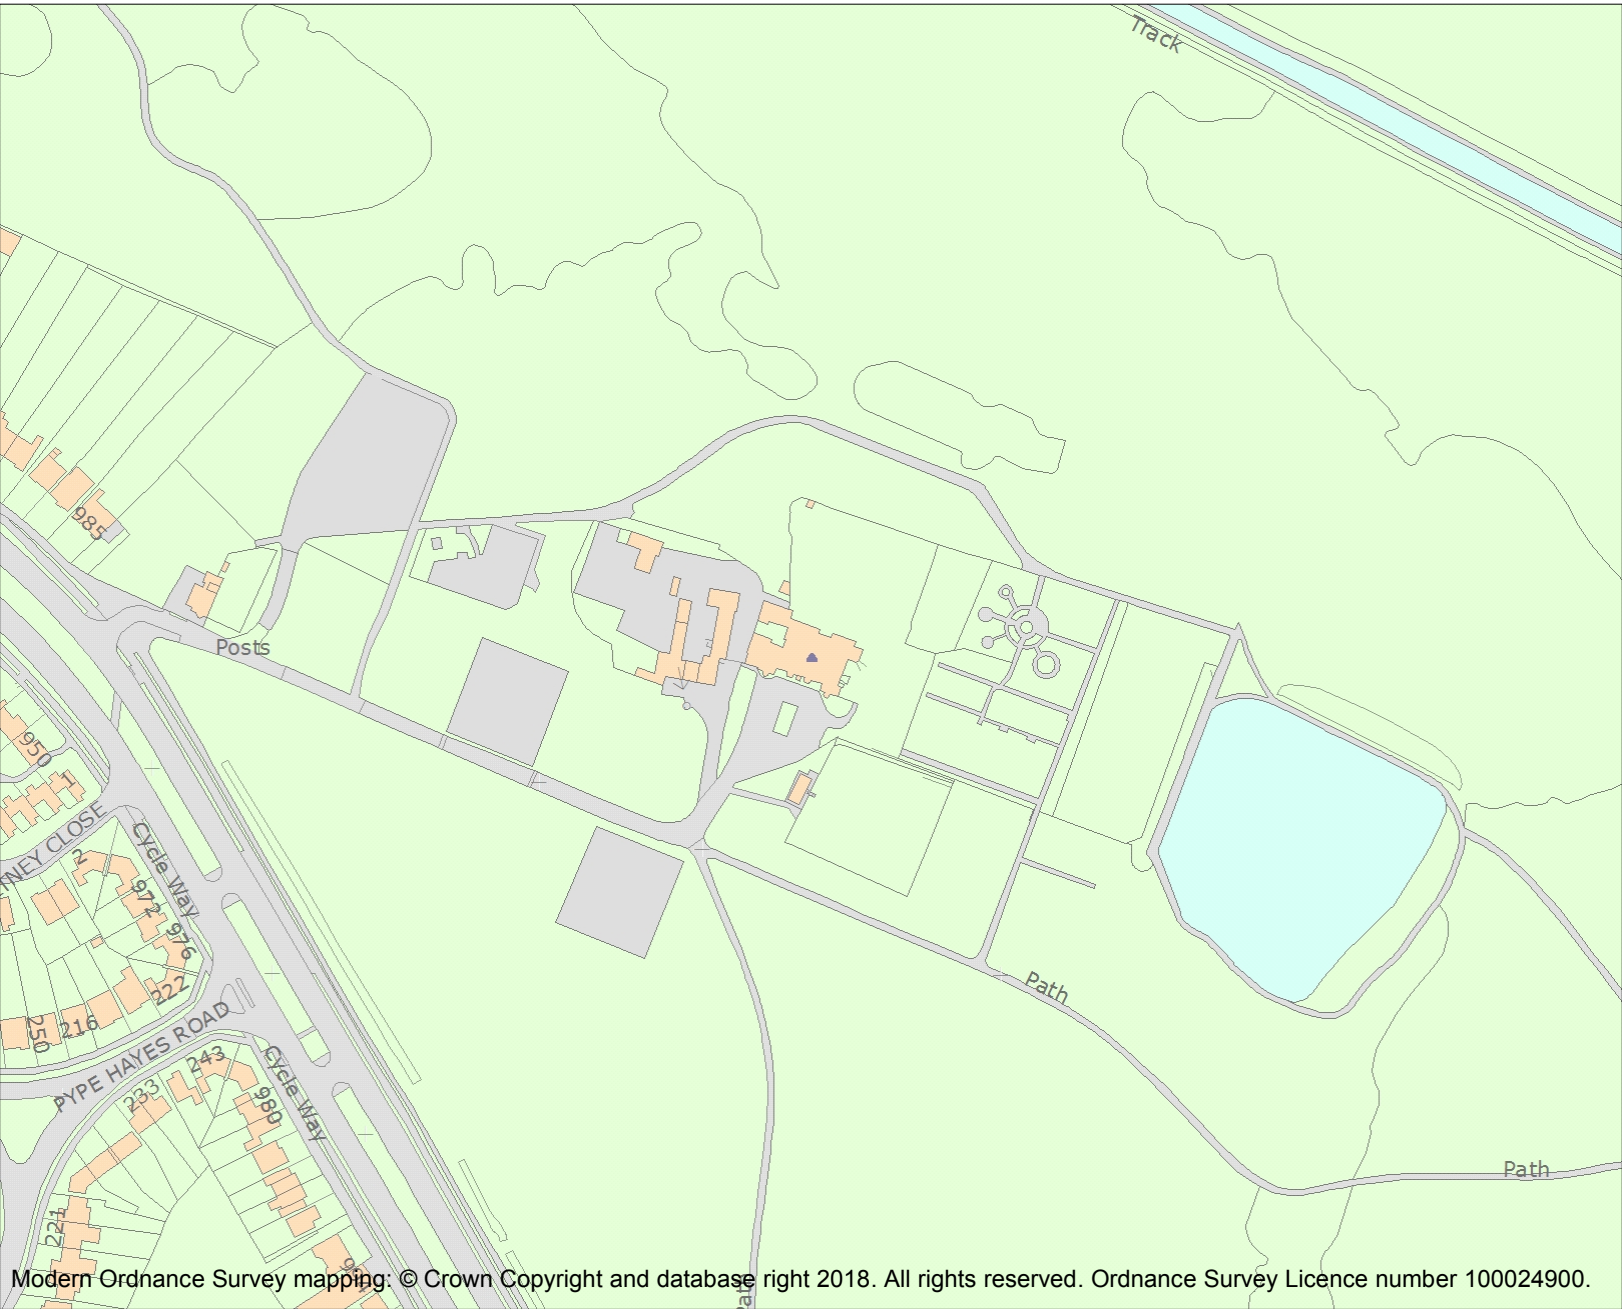 Track
985
Posts
950
1
TNEY CLOSE
Cycle Way
2
972
976
222
216
250
PYPE HAYES ROAD
243
233
Cycle Way
980
221
Path
Path
Path
Modern Ordnance Survey mapping: © Crown Copyright and database right 2018. All rights reserved. Ordnance Survey Licence number 100024900.